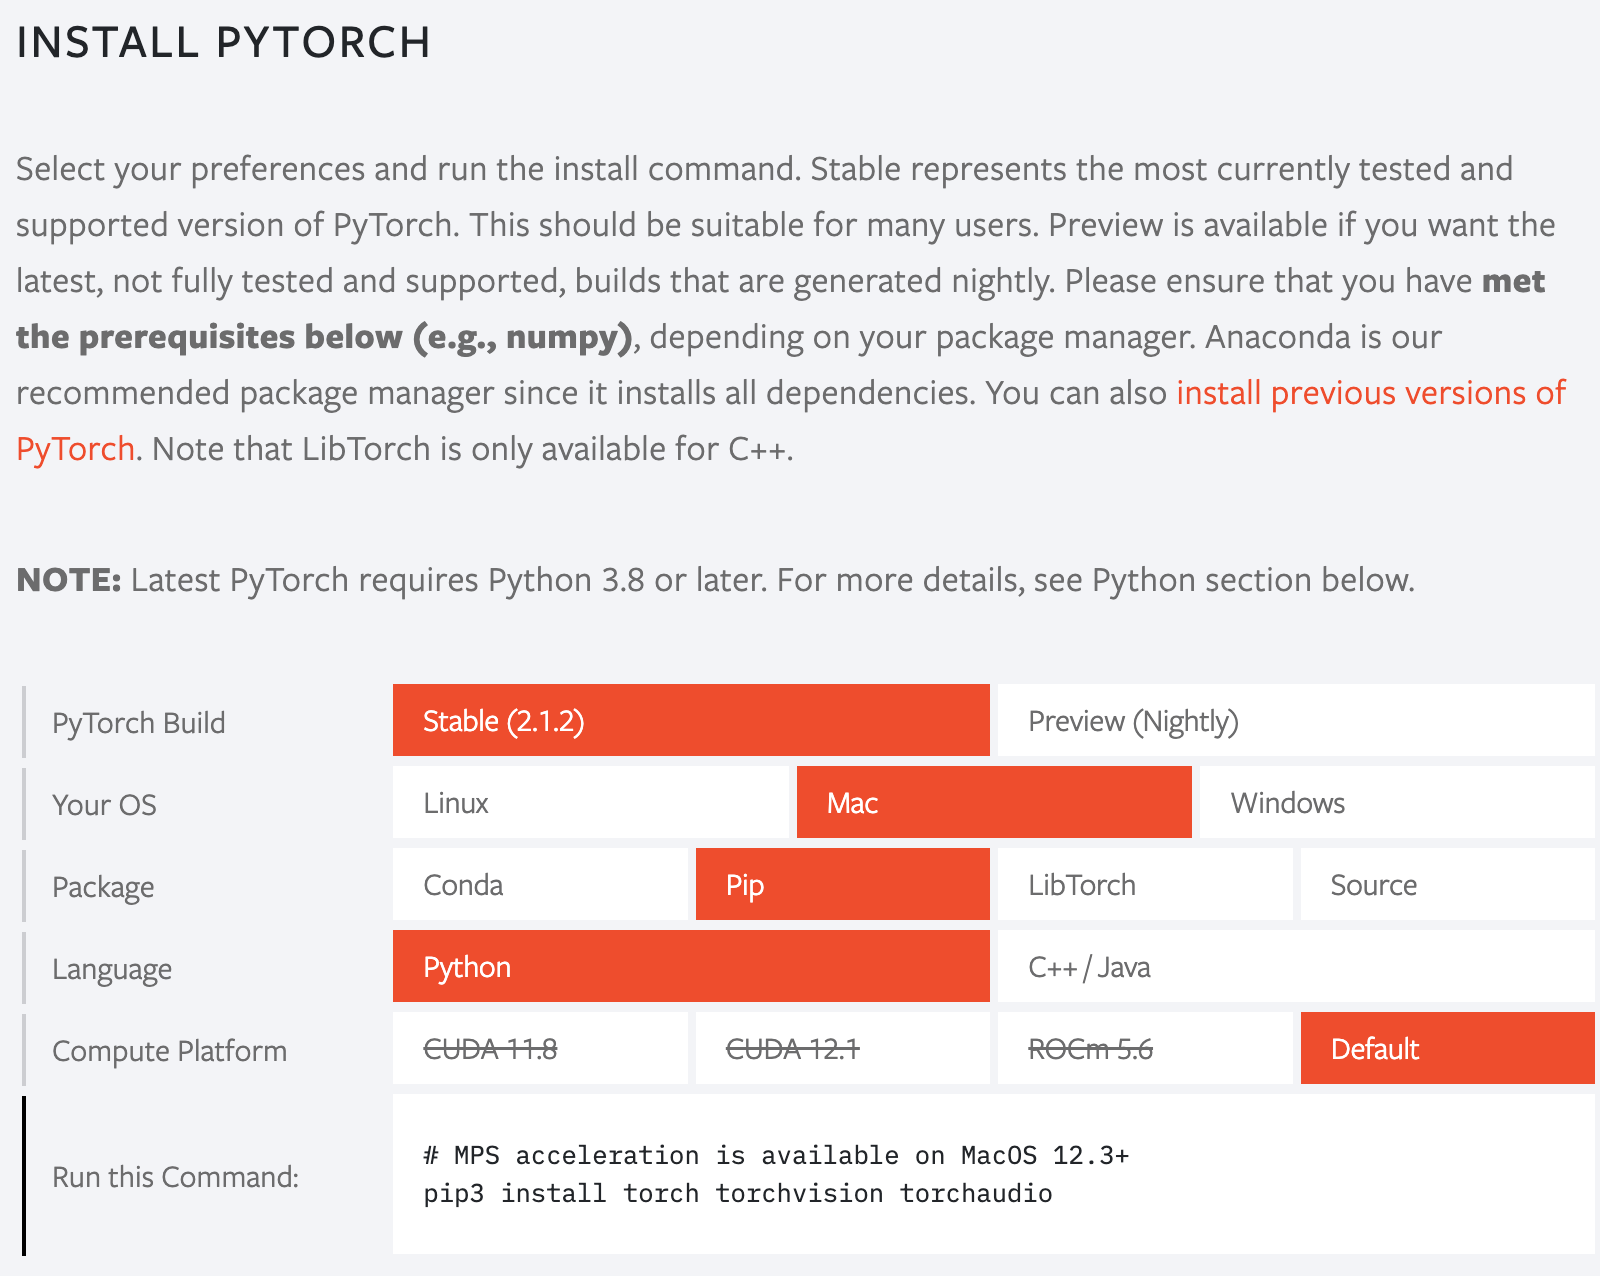 INSTALL PYTORCH
Select your preferences and run the install command. Stable represents the most currently tested and
supported version of PyTorch. This should be suitable for many users. Preview is available if you want the
latest, not fully tested and supported, builds that are generated nightly. Please ensure that you have met
the prerequisites below (e.g., numpy), depending on your package manager. Anaconda is our
recommended package manager since it installs all dependencies. You can also install previous versions of
PyTorch. Note that LibTorch is only available for C++.
NOTE: Latest PyTorch requires Python 3.8 or later. For more details, see Python section below.
PyTorch Build Stable (2.1.2) Preview (Nightly)
Your OS Linux Mac Windows
Package Conda Pip LibTorch Source
Language Python C++ / Java
Compute Platform CUDA 11.8 CUDA 12.1 ROCm 5.6 Default
Run this Command:
# MPS acceleration is available on MacOS 12.3+
pip3 install torch torchvision torchaudio